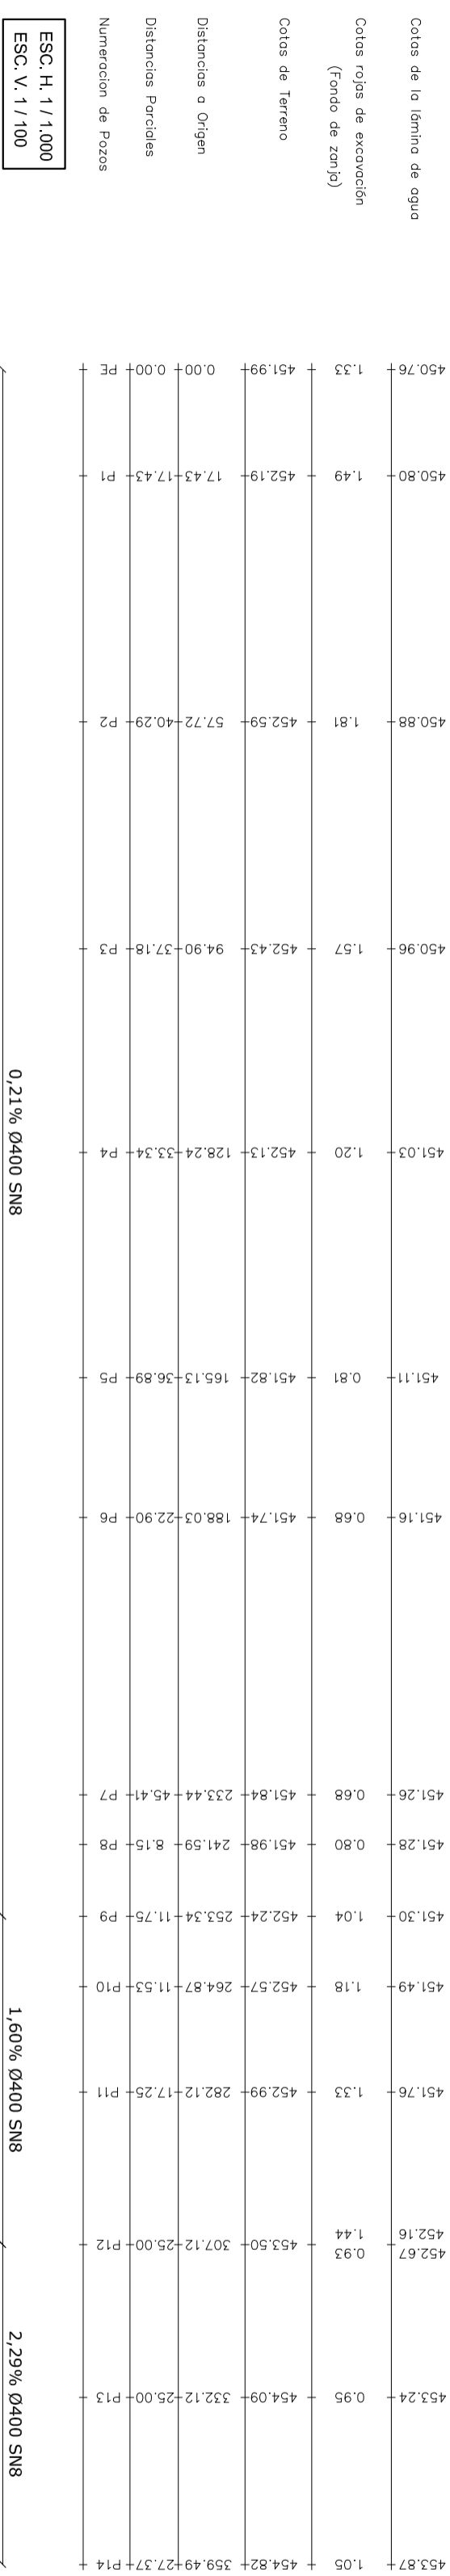 Cotas de la lámina de agua
450.76 450.80 450.88 450.96 451.03 451.11 451.16 451.26 451.28 451.30 451.49 451.76 452.16 452.67 453.24 453.87
Cotas rojas de excavación
(Fondo de zanja)
1.33 1.49 1.81 1.57 1.20 0.81 0.68 0.68 0.80 1.04 1.18 1.33 1.44 0.93 0.95 1.05
Cotas de Terreno
451.99 452.19 452.59 452.43 452.13 451.82 451.74 451.84 451.98 452.24 452.57 452.99 453.50 454.09 454.82
Distancias a Origen
0.00 17.43 57.72 94.90 128.24 165.13 188.03 233.44 241.59 253.34 264.87 282.12 307.12 332.12 359.49
Distancias Parciales
0.00 17.43 40.29 37.18 33.34 36.89 22.90 45.41 8.15 11.75 11.53 17.25 25.00 25.00 27.37
Numeracion de Pozos
PE P1 P2 P3 P4 P5 P6 P7 P8 P9 P10 P11 P12 P13 P14
ESC. H. 1 / 1.000
ESC. V. 1 / 100
0,21% Ø400 SN8
1,60% Ø400 SN8
2,29% Ø400 SN8